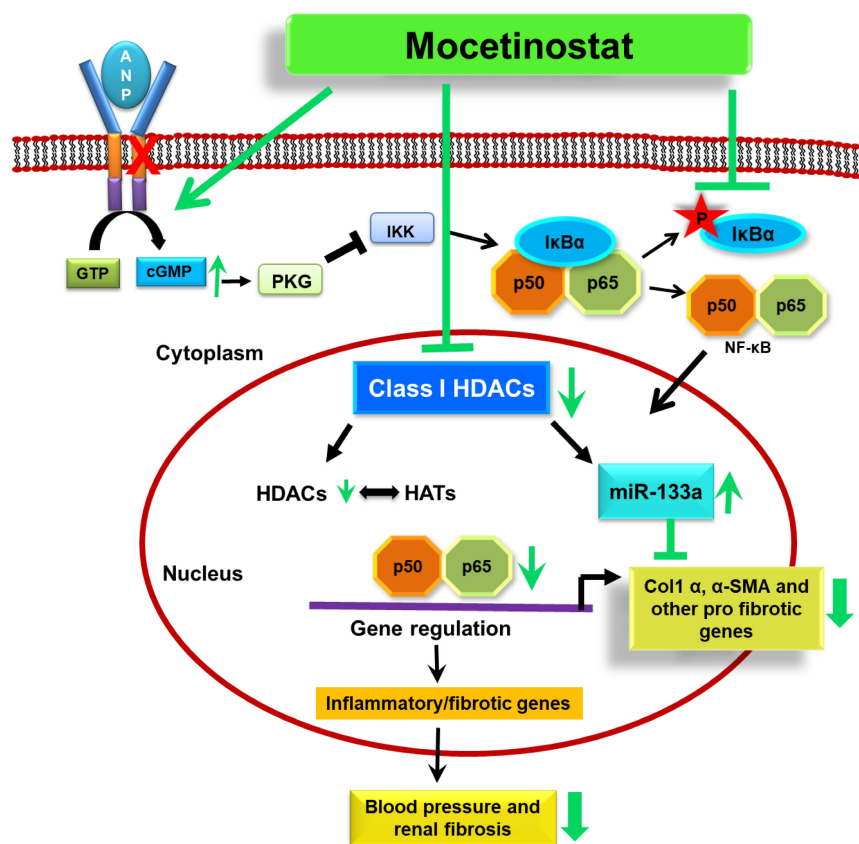 Mocetinostat
A
N
P
X
GTP
cGMP
PKG
IKK
IκBα
p50
p65
P
IκBα
p50
p65
NF-κB
Cytoplasm
Class I HDACs
HDACs
HATs
miR-133a
Nucleus
p50
p65
Col1 α, α-SMA and
other pro fibrotic
genes
Gene regulation
Inflammatory/fibrotic genes
Blood pressure and
renal fibrosis